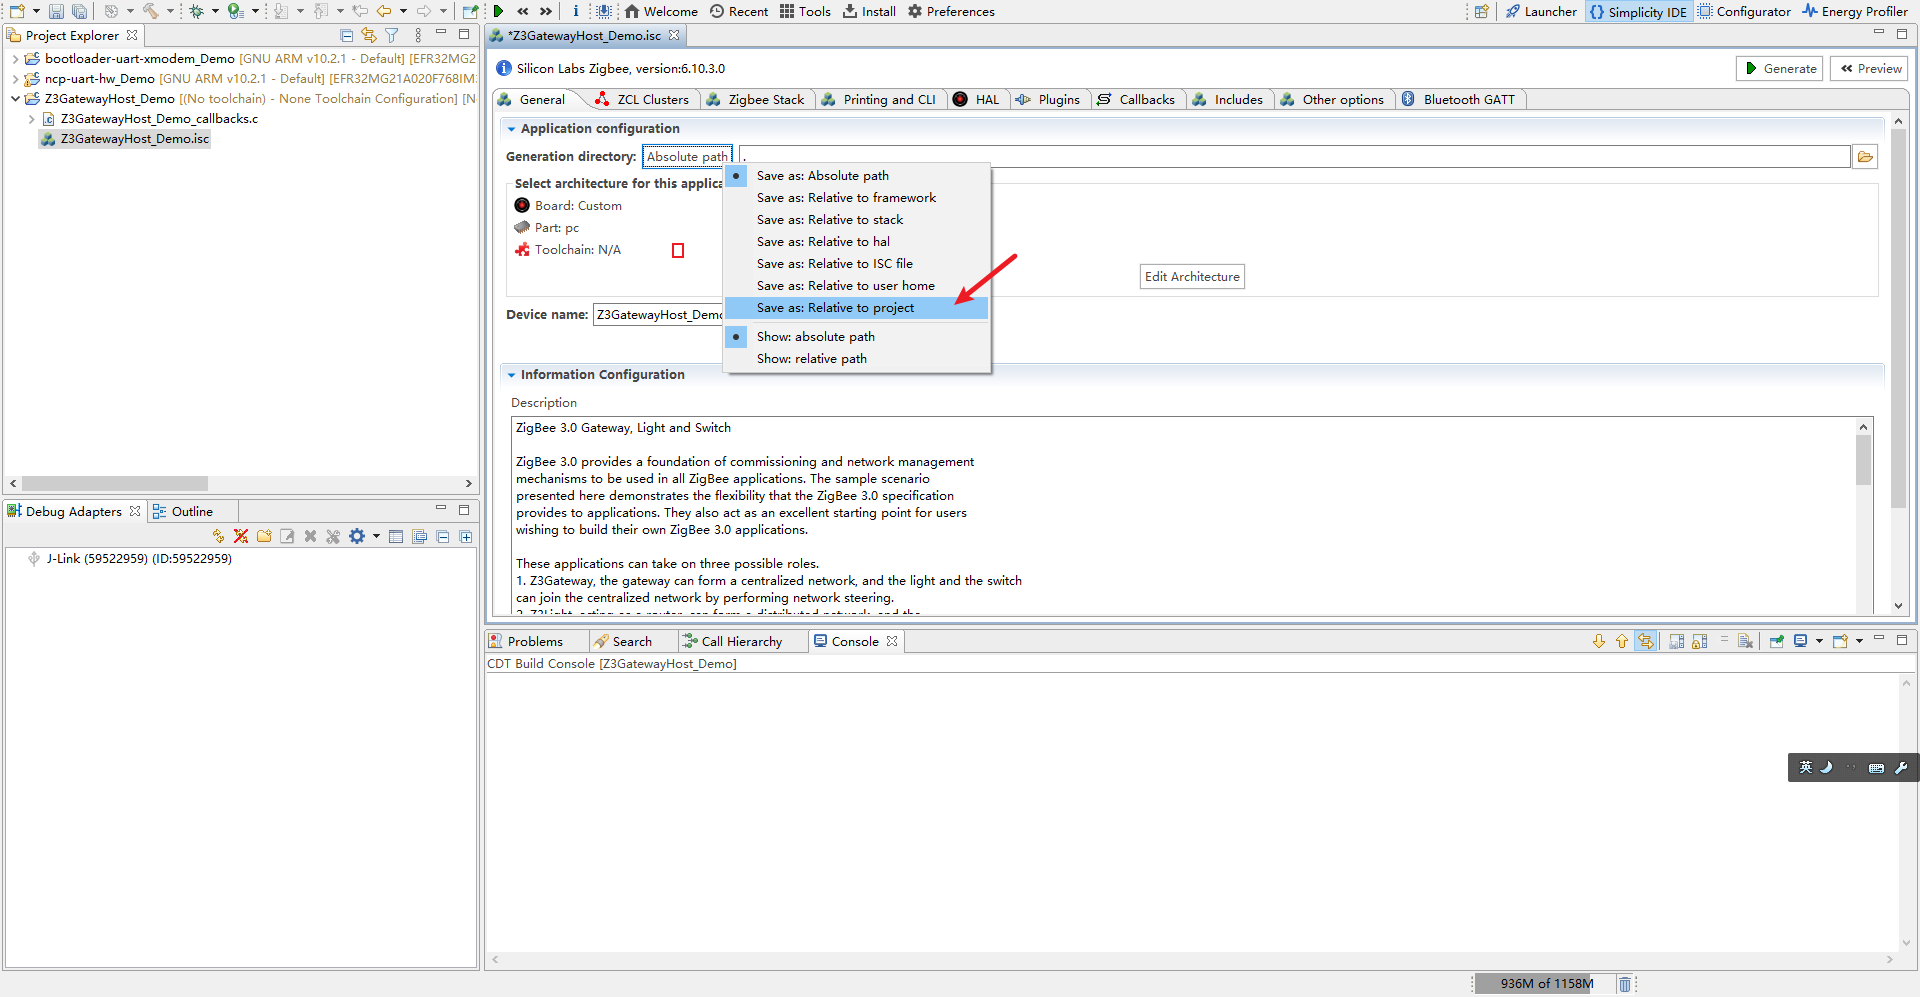 Welcome
Recent
Tools
Install
Preferences
Launcher
Simplicity IDE
Configurator
Energy Profiler
Project Explorer
bootloader-uart-xmodem_Demo [GNU ARM v10.2.1 - Default] [EFR32MG2
ncp-uart-hw_Demo [GNU ARM v10.2.1 - Default] [EFR32MG21A020F768IM
Z3GatewayHost_Demo [(No toolchain) - None Toolchain Configuration] [N
Z3GatewayHost_Demo_callbacks.c
Z3GatewayHost_Demo.isc
*Z3GatewayHost_Demo.isc
Silicon Labs Zigbee, version:6.10.3.0
Generate
Preview
General
ZCL Clusters
Zigbee Stack
Printing and CLI
HAL
Plugins
Callbacks
Includes
Other options
Bluetooth GATT
Application configuration
Generation directory:
Absolute path
.
Select architecture for this applica
Board: Custom
Part: pc
Toolchain: N/A
Edit Architecture
Device name:
Z3GatewayHost_Demo
Save as: Absolute path
Save as: Relative to framework
Save as: Relative to stack
Save as: Relative to hal
Save as: Relative to ISC file
Save as: Relative to user home
Save as: Relative to project
Show: absolute path
Show: relative path
Information Configuration
Description
ZigBee 3.0 Gateway, Light and Switch
ZigBee 3.0 provides a foundation of commissioning and network management
mechanisms to be used in all ZigBee applications. The sample scenario
presented here demonstrates the flexibility that the ZigBee 3.0 specification
provides to applications. They also act as an excellent starting point for users
wishing to build their own ZigBee 3.0 applications.
These applications can take on three possible roles.
1. Z3Gateway, the gateway can form a centralized network, and the light and the switch
can join the centralized network by performing network steering.
2. Z3Light, acting as a router, can form a distributed network, and the
Debug Adapters
Outline
J-Link (59522959) (ID:59522959)
Problems
Search
Call Hierarchy
Console
CDT Build Console [Z3GatewayHost_Demo]
英
936M of 1158M